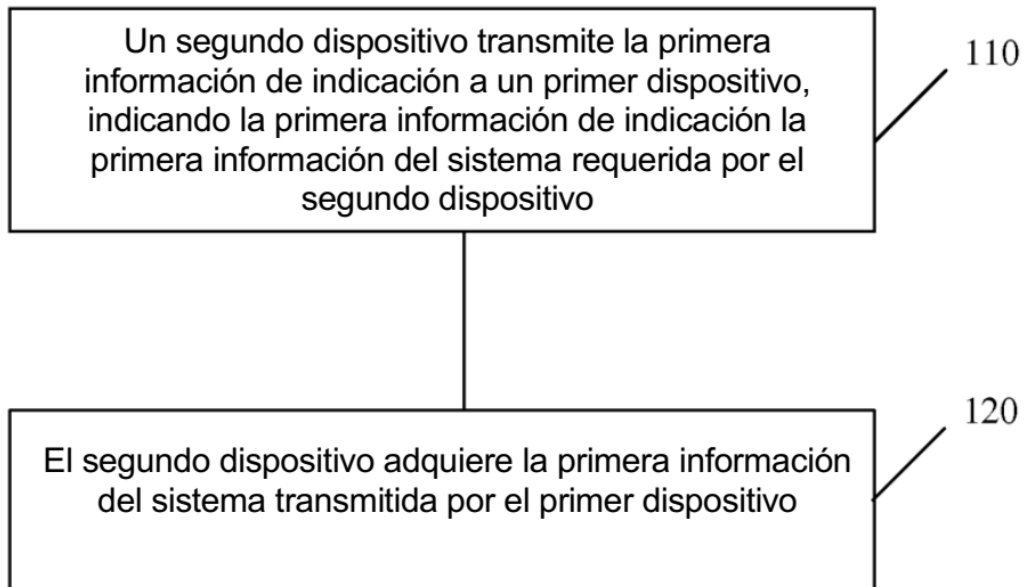 Un segundo dispositivo transmite la primera
información de indicación a un primer dispositivo,
indicando la primera información de indicación la
primera información del sistema requerida por el
segundo dispositivo
110
El segundo dispositivo adquiere la primera información
del sistema transmitida por el primer dispositivo
120